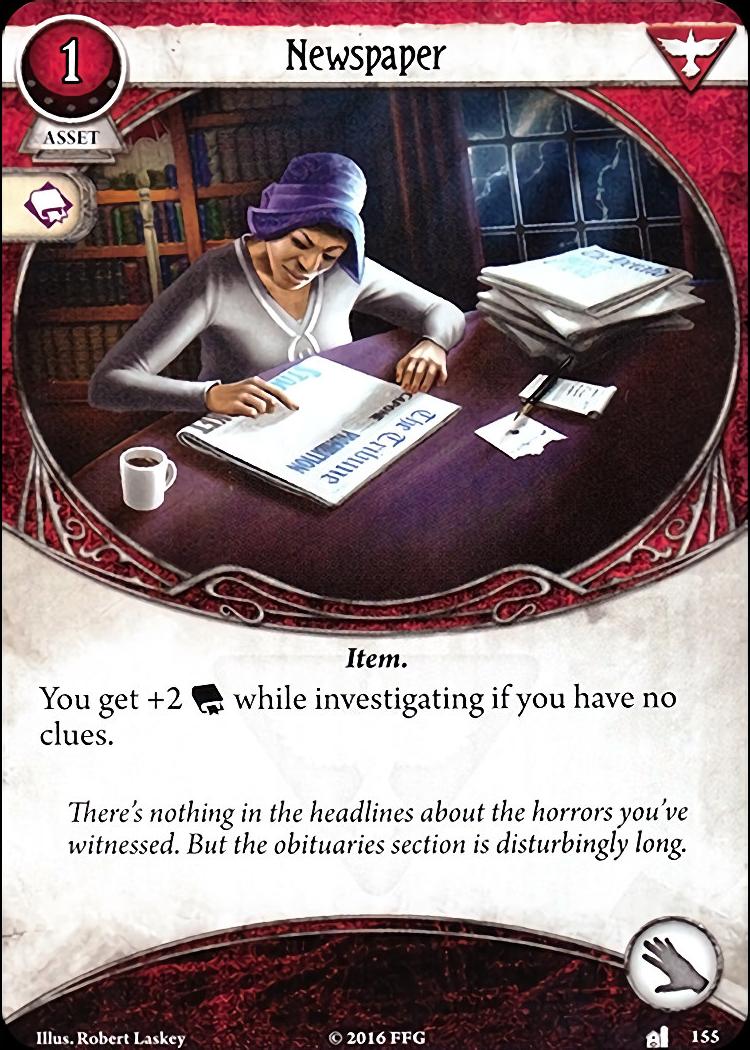 1
Newspaper
ASSET
The Tribune
Item.
You get +2 while investigating if you have no
clues.
There's nothing in the headlines about the horrors you've
witnessed. But the obituaries section is disturbingly long.
Illus. Robert Laskey
© 2016 FFG
155